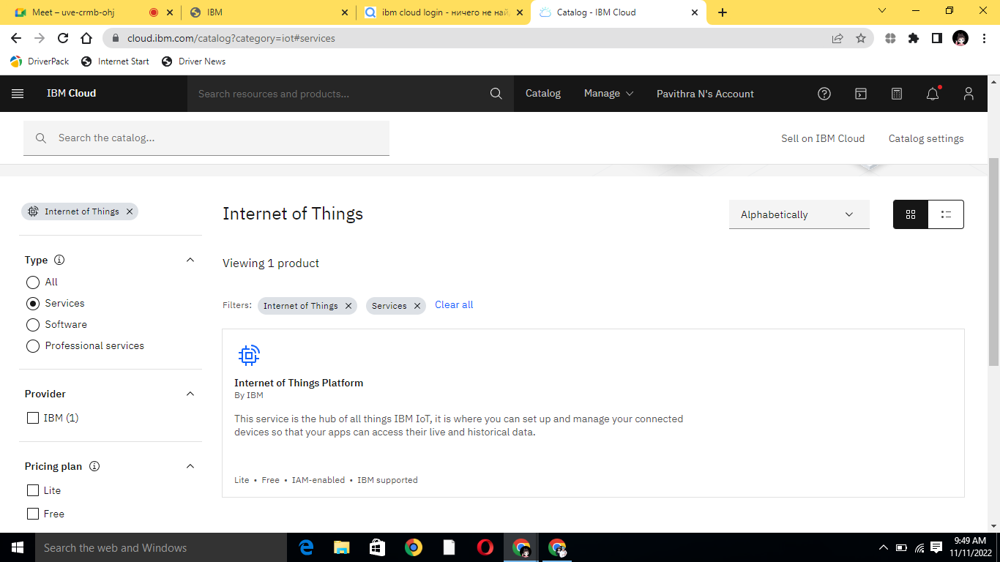 Meet – uve-crmb-ohj
IBM
ibm cloud login - ничего не най
Catalog - IBM Cloud
cloud.ibm.com/catalog?category=iot#services
DriverPack
Internet Start
Driver News
IBM Cloud
Search resources and products...
Catalog
Manage
Pavithra N's Account
Search the catalog...
Sell on IBM Cloud
Catalog settings
Internet of Things
Internet of Things
Alphabetically
Type
All
Services
Software
Professional services
Provider
IBM (1)
Pricing plan
Lite
Free
Viewing 1 product
Filters:
Internet of Things
Services
Clear all
Internet of Things Platform
By IBM
This service is the hub of all things IBM IoT, it is where you can set up and manage your connected
devices so that your apps can access their live and historical data.
Lite • Free • IAM-enabled • IBM supported
Search the web and Windows
9:49 AM
11/11/2022